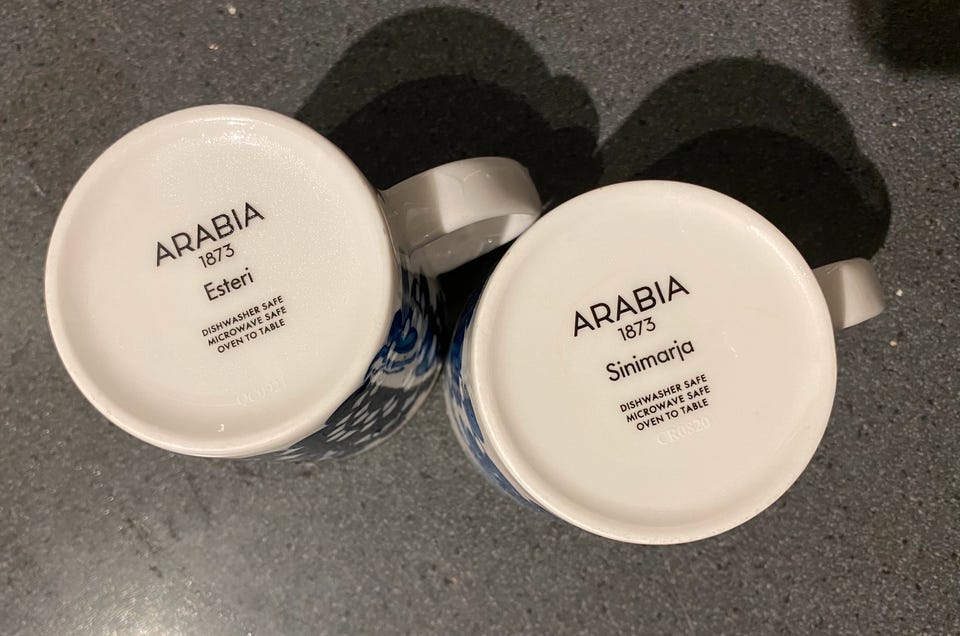 ARABIA
1873
Esteri
DISHWASHER SAFE
MICROWAVE SAFE
OVEN TO TABLE
ARABIA
1873
Sinimarja
DISHWASHER SAFE
MICROWAVE SAFE
OVEN TO TABLE
CR0820